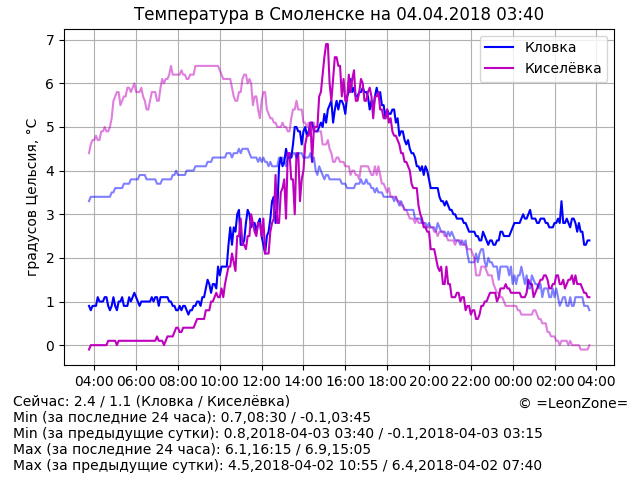 Температура в Смоленске на 04.04.2018 03:40
градусов Цельсия, °C
7
6
5
4
3
2
1
0
Кловка
Киселёвка
04:00 06:00 08:00 10:00 12:00 14:00 16:00 18:00 20:00 22:00 00:00 02:00 04:00
Сейчас: 2.4 / 1.1 (Кловка / Киселёвка)
© =LeonZone=
Min (за последние 24 часа): 0.7,08:30 / -0.1,03:45
Min (за предыдущие сутки): 0.8,2018-04-03 03:40 / -0.1,2018-04-03 03:15
Max (за последние 24 часа): 6.1,16:15 / 6.9,15:05
Max (за предыдущие сутки): 4.5,2018-04-02 10:55 / 6.4,2018-04-02 07:40